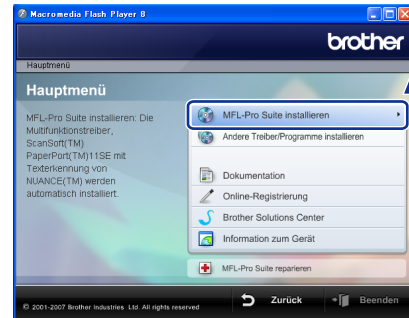 Macromedia Flash Player 8
brother
Hauptmenü
Hauptmenü
MFL-Pro Suite installieren: Die
Multifunktionstreiber,
ScanSoft(TM)
PaperPort(TM)11SE mit
Texterkennung von
NUANCE(TM) werden
automatisch installiert.
MFL-Pro Suite installieren
Andere Treiber/Programme installieren
Dokumentation
Online-Registrierung
Brother Solutions Center
Information zum Gerät
MFL-Pro Suite reparieren
© 2001-2007 Brother Industries Ltd. All rights reserved
Zurück
Beenden